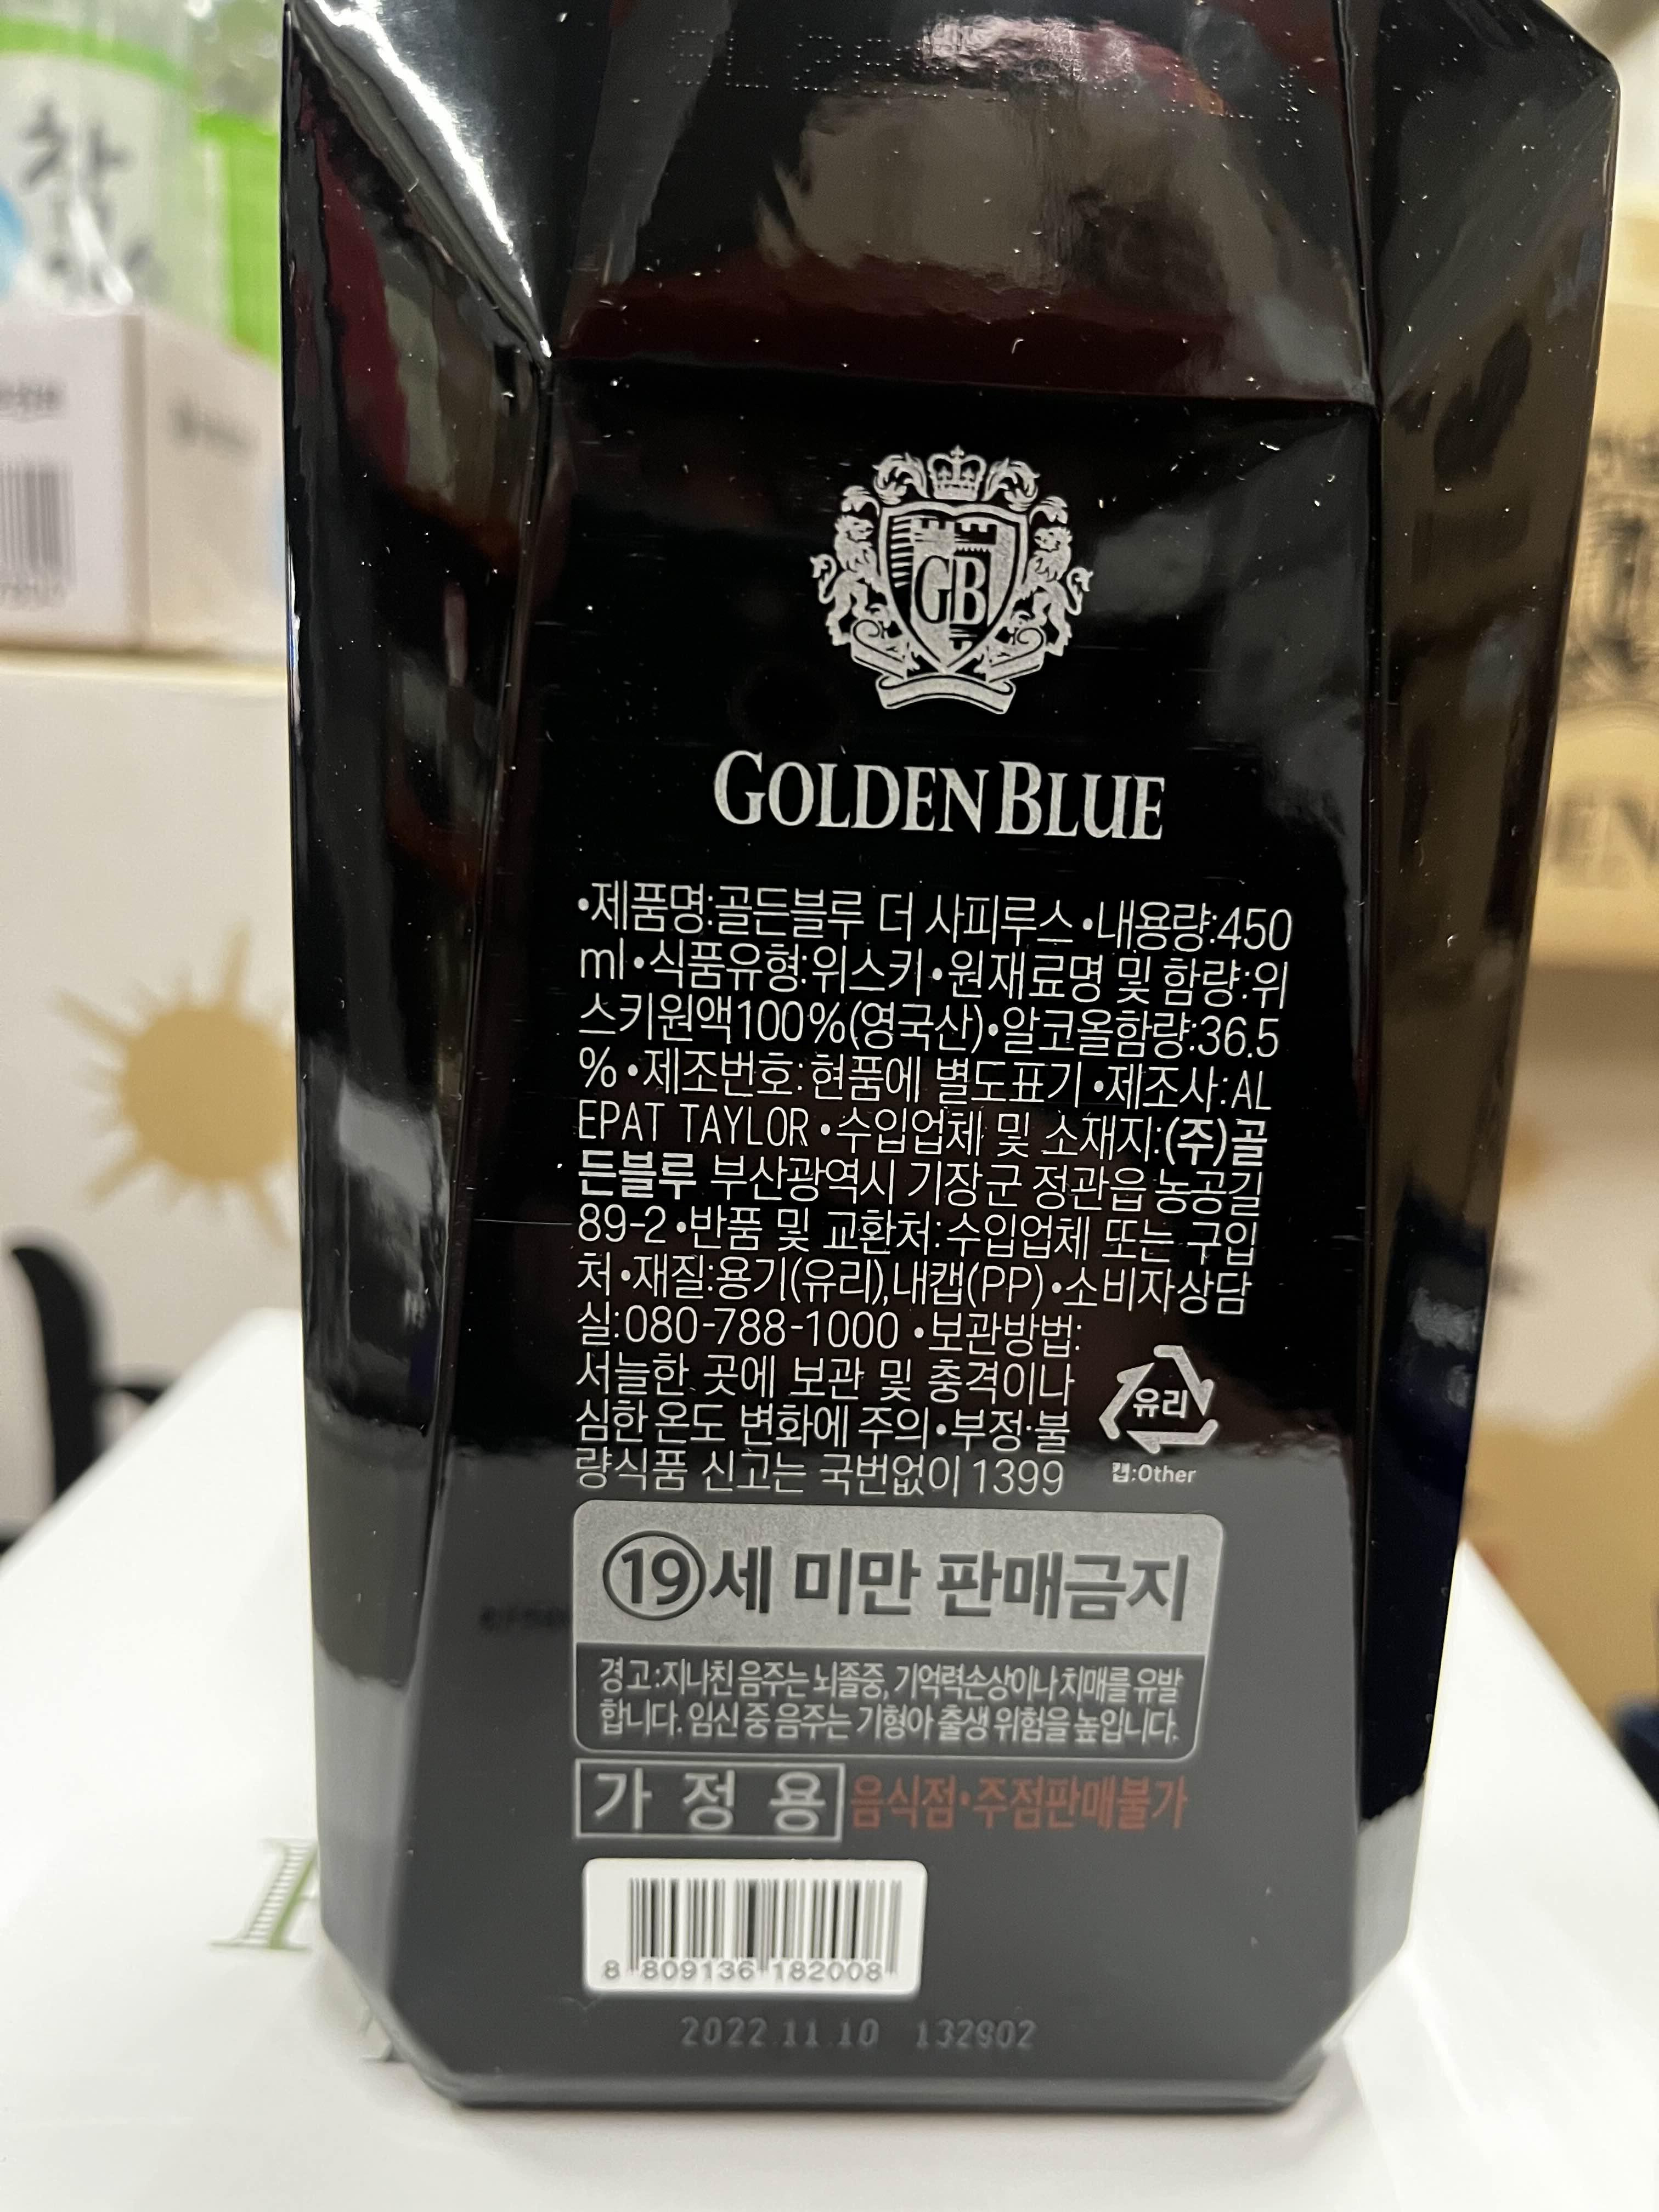 GB
GOLDEN BLUE
•제품명:골든블루 더 사피루스•내용량:450
ml•식품유형:위스키•원재료명 및 함량:위
스키원액100%(영국산)•알코올함량:36.5
%•제조번호:현품에 별도표기•제조사:AL
EPAT TAYLOR•수입업체 및 소재지:(주)골
든블루 부산광역시 기장군 정관읍 농공길
89-2•반품 및 교환처:수입업체 또는 구입
처•재질:용기(유리),내캡(PP)•소비자상담
실:080-788-1000•보관방법:
서늘한 곳에 보관 및 충격이나
심한 온도 변화에 주의•부정·불
량식품 신고는 국번없이 1399
유리
캡:Other
19세 미만 판매금지
경고:지나친 음주는 뇌졸중, 기억력손상이나 치매를 유발
합니다. 임신 중 음주는 기형아 출생 위험을 높입니다.
가정용 음식점·주점판매불가
8 809136 182008
2022.11.10 132902
참